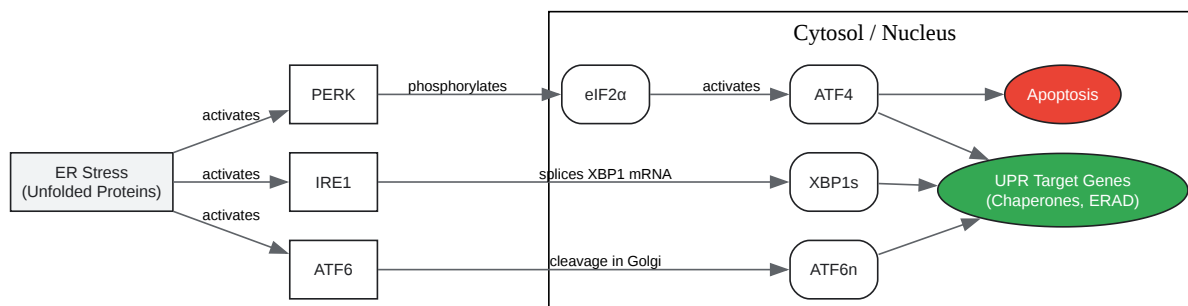 Cytosol / Nucleus
PERK
phosphorylates
eIF2α
activates
ATF4
Apoptosis
activates
ER Stress
(Unfolded Proteins)
activates
IRE1
splices XBP1 mRNA
XBP1s
UPR Target Genes
(Chaperones, ERAD)
activates
ATF6
cleavage in Golgi
ATF6n